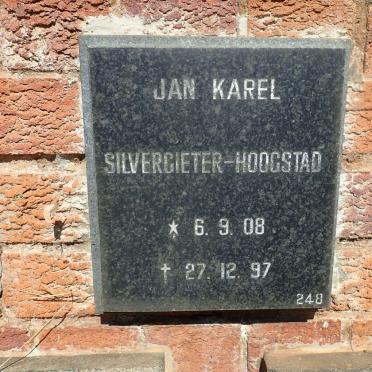 JAN KAREL
SILVERGIETER-HOOGSTAD
* 6. 9. 08
† 27. 12. 97
248